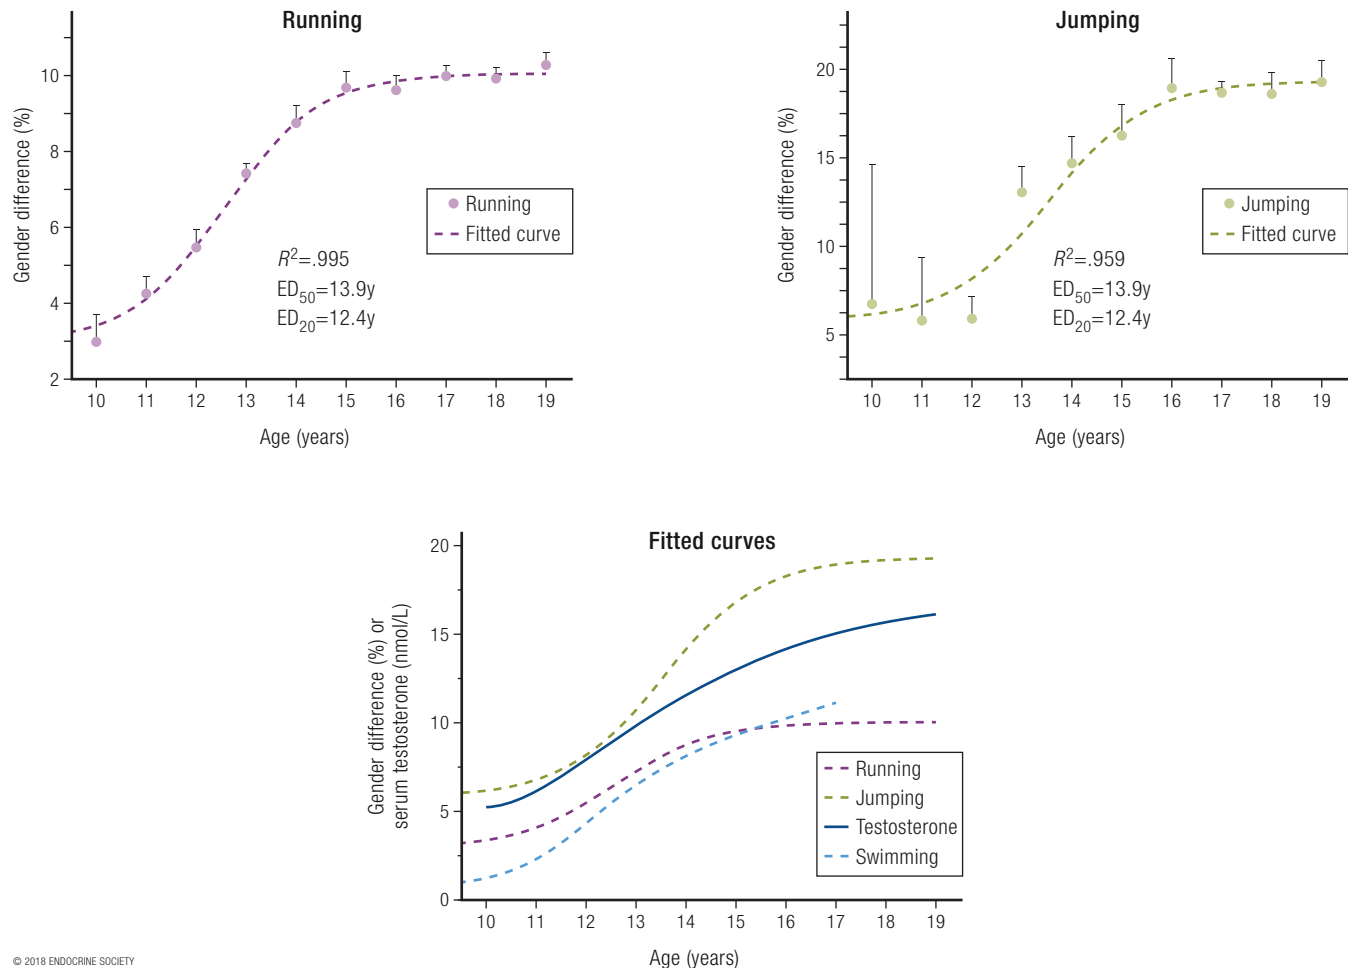 Running
Gender difference (%)
10
8
6
4
2
Running
Fitted curve
R²=.995
ED₅₀=13.9y
ED₂₀=12.4y
10 11 12 13 14 15 16 17 18 19
Age (years)
Jumping
Gender difference (%)
20
15
10
5
Jumping
Fitted curve
R²=.959
ED₅₀=13.9y
ED₂₀=12.4y
10 11 12 13 14 15 16 17 18 19
Age (years)
Fitted curves
Gender difference (%) or
serum testosterone (nmol/L)
20
15
10
5
0
Running
Jumping
Testosterone
Swimming
10 11 12 13 14 15 16 17 18 19
Age (years)
© 2018 ENDOCRINE SOCIETY